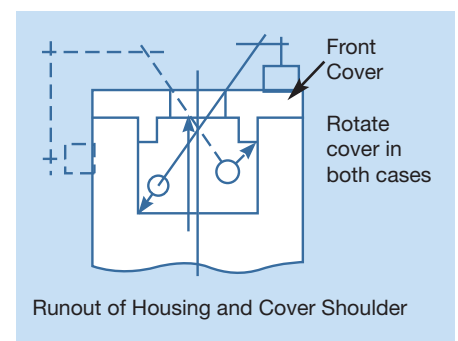 Front
Cover
Rotate
cover in
both cases
Runout of Housing and Cover Shoulder